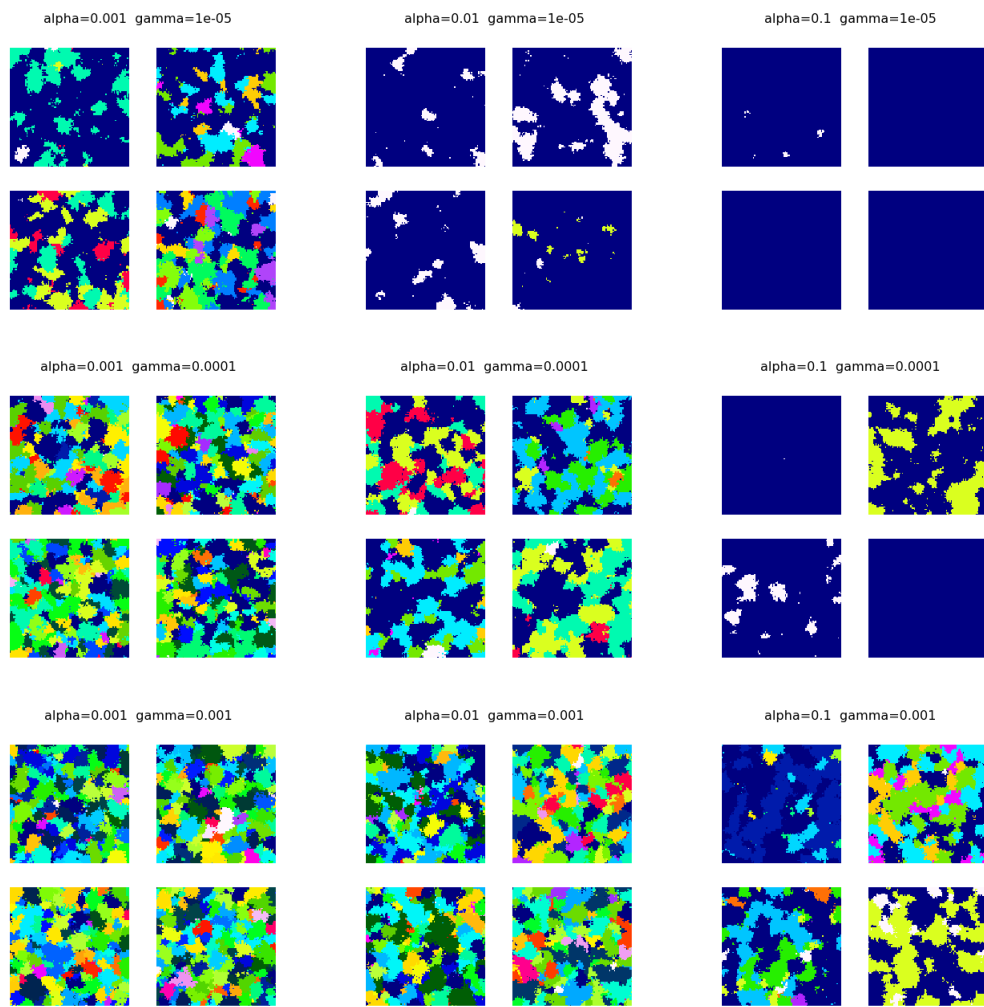 alpha=0.001  gamma=1e-05
alpha=0.01  gamma=1e-05
alpha=0.1  gamma=1e-05
alpha=0.001  gamma=0.0001
alpha=0.01  gamma=0.0001
alpha=0.1  gamma=0.0001
alpha=0.001  gamma=0.001
alpha=0.01  gamma=0.001
alpha=0.1  gamma=0.001